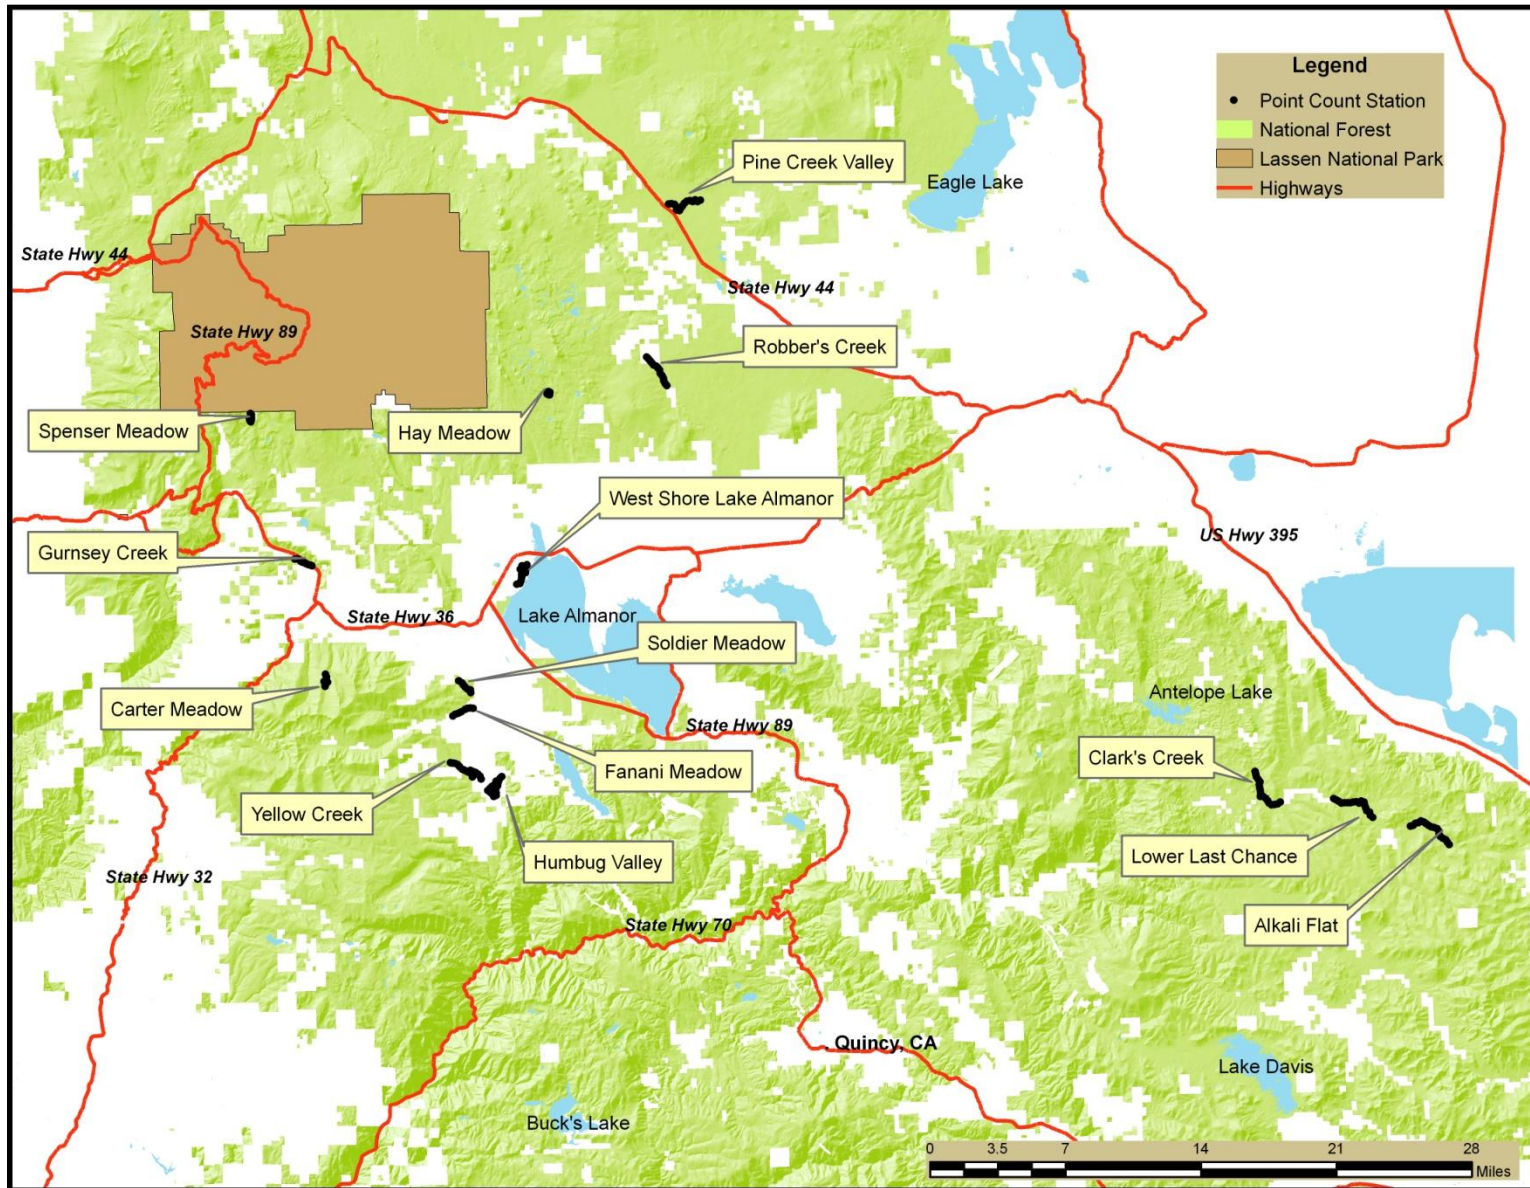 Legend
Point Count Station
National Forest
Lassen National Park
Highways
Pine Creek Valley
Eagle Lake
State Hwy 44
State Hwy 44
State Hwy 89
Robber's Creek
Spenser Meadow
Hay Meadow
West Shore Lake Almanor
US Hwy 395
Gurnsey Creek
State Hwy 36
Lake Almanor
Soldier Meadow
Carter Meadow
Antelope Lake
State Hwy 89
Fanani Meadow
Clark's Creek
Yellow Creek
Humbug Valley
Lower Last Chance
State Hwy 32
State Hwy 70
Alkali Flat
Quincy, CA
Lake Davis
Buck's Lake
0 3.5 7 14 21 28
Miles